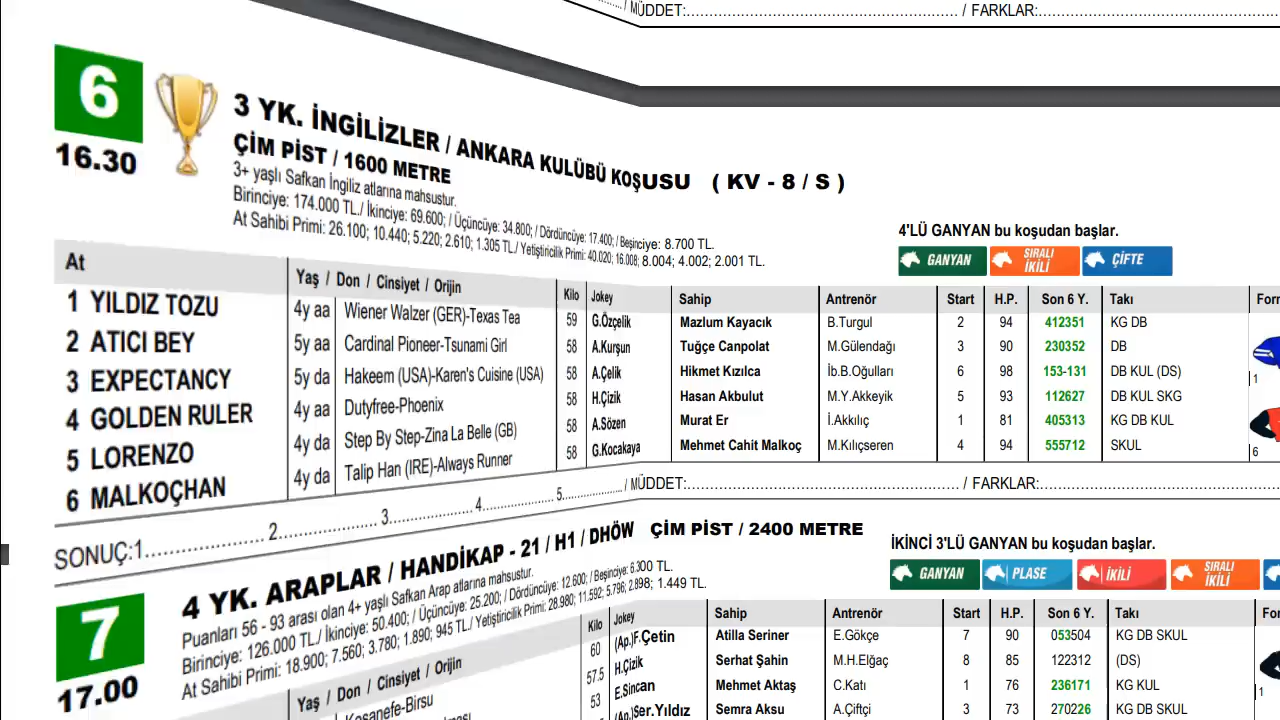 / MÜDDET:.................................................... / FARKLAR:..............................................
6
16.30
3 YK. İNGİLİZLER / ANKARA KULÜBÜ KOŞUSU ( KV - 8 / S )
ÇİM PİST / 1600 METRE
3+ yaşlı Safkan İngiliz atlarına mahsustur.
Birinciye: 174.000 TL./ İkinciye: 69.600; / Üçüncüye: 34.800; / Dördüncüye: 17.400; / Beşinciye: 8.700 TL.
At Sahibi Primi: 26.100; 10.440; 5.220; 2.610; 1.305 TL./ Yetiştiricilik Primi: 40.020; 16.008; 8.004; 4.002; 2.001 TL.
4'LÜ GANYAN bu koşudan başlar.
GANYAN SIRALI İKİLİ ÇİFTE
At Yaş / Don / Cinsiyet / Orijin Kilo Jokey Sahip Antrenör Start H.P. Son 6 Y. Takı
1 YILDIZ TOZU 4y aa Wiener Walzer (GER)-Texas Tea 59 G.Özçelik Mazlum Kayacık B.Turgul 2 94 412351 KG DB
2 ATICI BEY 5y aa Cardinal Pioneer-Tsunami Girl 58 A.Kurşun Tuğçe Canpolat M.Gülendağı 3 90 230352 DB
3 EXPECTANCY 5y da Hakeem (USA)-Karen's Cuisine (USA) 58 A.Çelik Hikmet Kızılca İb.B.Oğulları 6 98 153-131 DB KUL (DS)
1
4 GOLDEN RULER 4y aa Dutyfree-Phoenix 58 H.Çizik Hasan Akbulut M.Y.Akkeyik 5 93 112627 DB KUL SKG
5 LORENZO 4y da Step By Step-Zina La Belle (GB) 58 A.Sözen Murat Er İ.Akkılıç 1 81 405313 KG DB KUL
6 MALKOÇHAN 4y da Talip Han (IRE)-Always Runner 58 G.Kocakaya Mehmet Cahit Malkoç M.Kılıçseren 4 94 555712 SKUL
6
SONUÇ:1.................... 2.................... 3.................... 4.................... 5.................... / MÜDDET:.................................................... / FARKLAR:..............................................
7
17.00
4 YK. ARAPLAR / HANDİKAP - 21 / H1 / DHÖW ÇİM PİST / 2400 METRE
Puanları 56 - 93 arası olan 4+ yaşlı Safkan Arap atlarına mahsustur.
Birinciye: 126.000 TL./ İkinciye: 50.400; / Üçüncüye: 25.200; / Dördüncüye: 12.600; / Beşinciye: 6.300 TL.
At Sahibi Primi: 18.900; 7.560; 3.780; 1.890; 945 TL./ Yetiştiricilik Primi: 28.980; 11.592; 5.796; 2.898; 1.449 TL.
İKİNCİ 3'LÜ GANYAN bu koşudan başlar.
GANYAN PLASE İKİLİ SIRALI İKİLİ
Yaş / Don / Cinsiyet / Orijin Kilo Jokey Sahip Antrenör Start H.P. Son 6 Y. Takı
Kosanefe-Birsu 60 (Ap.)F.Çetin Atilla Seriner E.Gökçe 7 90 053504 KG DB SKUL
57.5 H.Çizik Serhat Şahin M.H.Elğaç 8 85 122312 (DS)
53 E.Sincan Mehmet Aktaş C.Katı 1 76 236171 KG KUL
1
(Ap.)Ser.Yıldız Semra Aksu A.Çiftçi 3 73 270226 KG DB SKUL